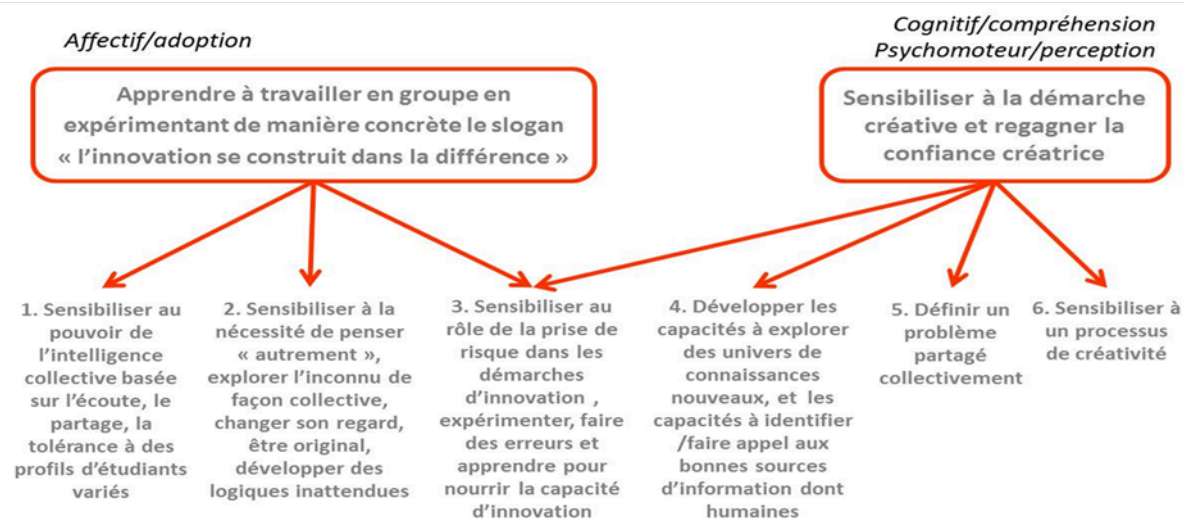 Affectif/adoption
Cognitif/compréhension
Psychomoteur/perception
Apprendre à travailler en groupe en
expérimentant de manière concrète le slogan
« l’innovation se construit dans la différence »
Sensibiliser à la démarche
créative et regagner la
confiance créatrice
1. Sensibiliser au
pouvoir de
l’intelligence
collective basée
sur l’écoute, le
partage, la
tolérance à des
profils d’étudiants
variés
2. Sensibiliser à la
nécessité de penser
« autrement »,
explorer l’inconnu de
façon collective,
changer son regard,
être original,
développer des
logiques inattendues
3. Sensibiliser au
rôle de la prise de
risque dans les
démarches
d’innovation ,
expérimenter, faire
des erreurs et
apprendre pour
nourrir la capacité
d’innovation
4. Développer les
capacités à explorer
des univers de
connaissances
nouveaux, et les
capacités à identifier
/faire appel aux
bonnes sources
d’information dont
humaines
5. Définir un
problème
partagé
collectivement
6. Sensibiliser à
un processus
de créativité